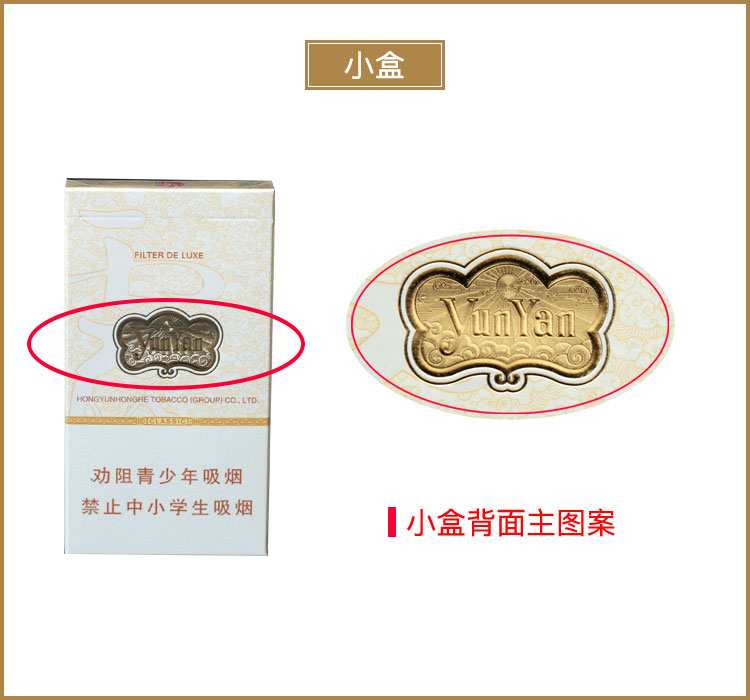 小盒
FILTER DE LUXE
YunYan
HONGYUNHONGHE TOBACCO (GROUP) CO., LTD.
CLASSIC
劝阻青少年吸烟
禁止中小学生吸烟
YunYan
小盒背面主图案